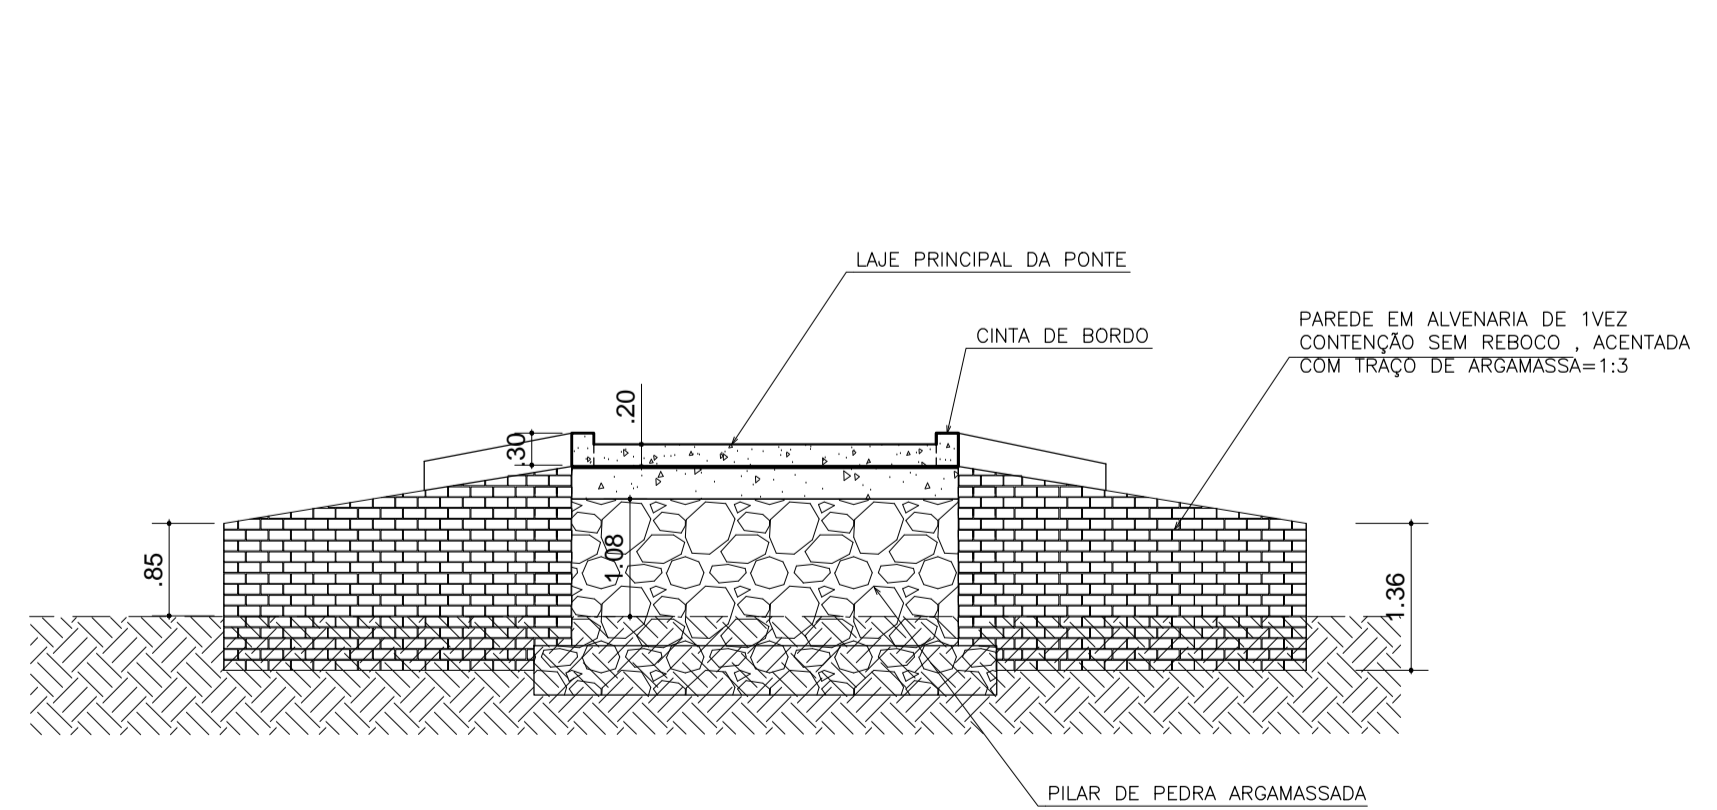 LAJE PRINCIPAL DA PONTE
CINTA DE BORDO
PAREDE EM ALVENARIA DE 1VEZ
CONTENÇÃO SEM REBOCO , ACENTADA
COM TRAÇO DE ARGAMASSA=1:3
.20
.30
.85
1.08
1.36
PILAR DE PEDRA ARGAMASSADA